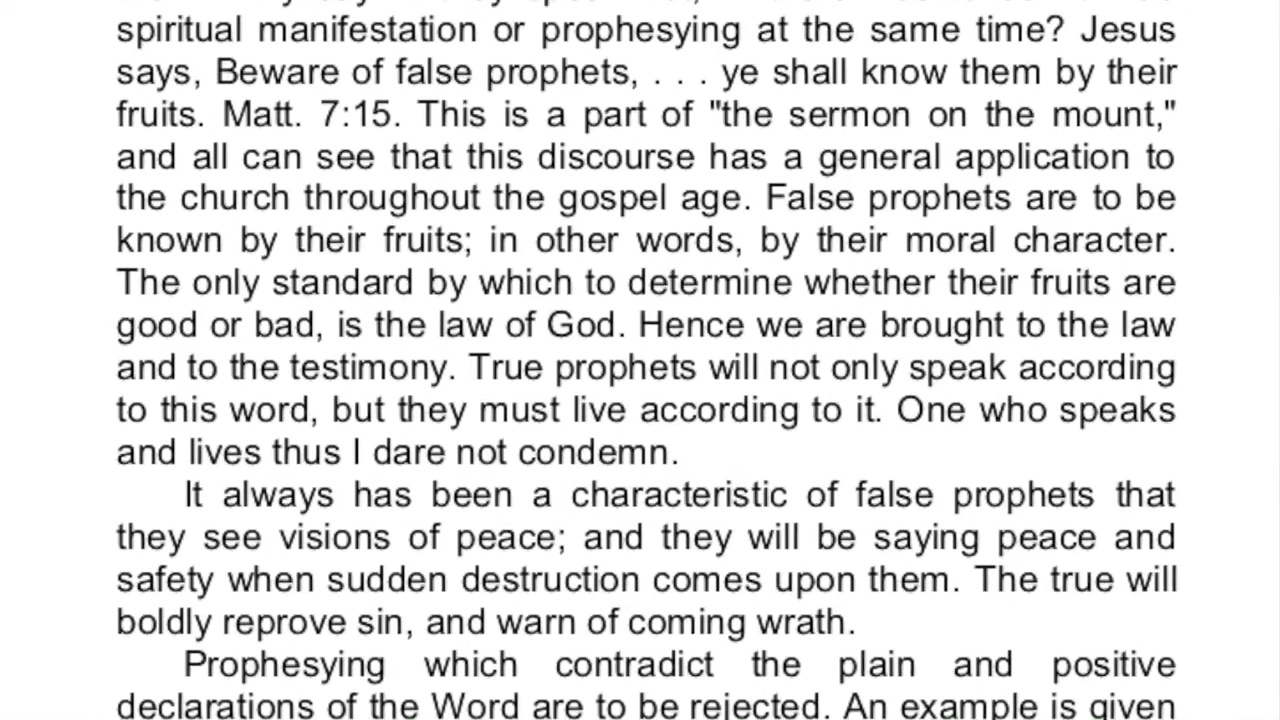 spiritual manifestation or prophesying at the same time? Jesus
says, Beware of false prophets, . . . ye shall know them by their
fruits. Matt. 7:15. This is a part of "the sermon on the mount,"
and all can see that this discourse has a general application to
the church throughout the gospel age. False prophets are to be
known by their fruits; in other words, by their moral character.
The only standard by which to determine whether their fruits are
good or bad, is the law of God. Hence we are brought to the law
and to the testimony. True prophets will not only speak according
to this word, but they must live according to it. One who speaks
and lives thus I dare not condemn.
It always has been a characteristic of false prophets that
they see visions of peace; and they will be saying peace and
safety when sudden destruction comes upon them. The true will
boldly reprove sin, and warn of coming wrath.
Prophesying which contradict the plain and positive
declarations of the Word are to be rejected. An example is given